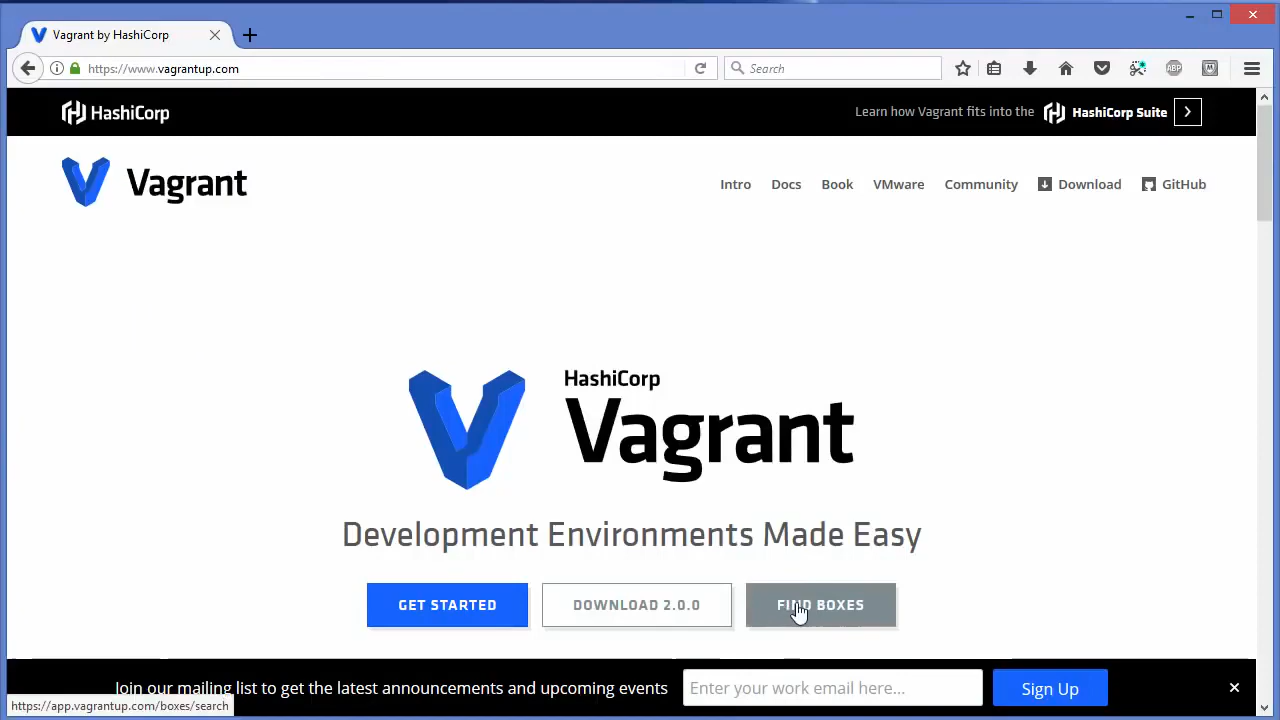 Vagrant by HashiCorp
https://www.vagrantup.com
Search
ABP
HashiCorp
Learn how Vagrant fits into the HashiCorp Suite
Vagrant
Intro Docs Book VMware Community Download GitHub
HashiCorp
Vagrant
Development Environments Made Easy
GET STARTED DOWNLOAD 2.0.0 FIND BOXES
Join our mailing list to get the latest announcements and upcoming events Enter your work email here... Sign Up
https://app.vagrantup.com/boxes/search